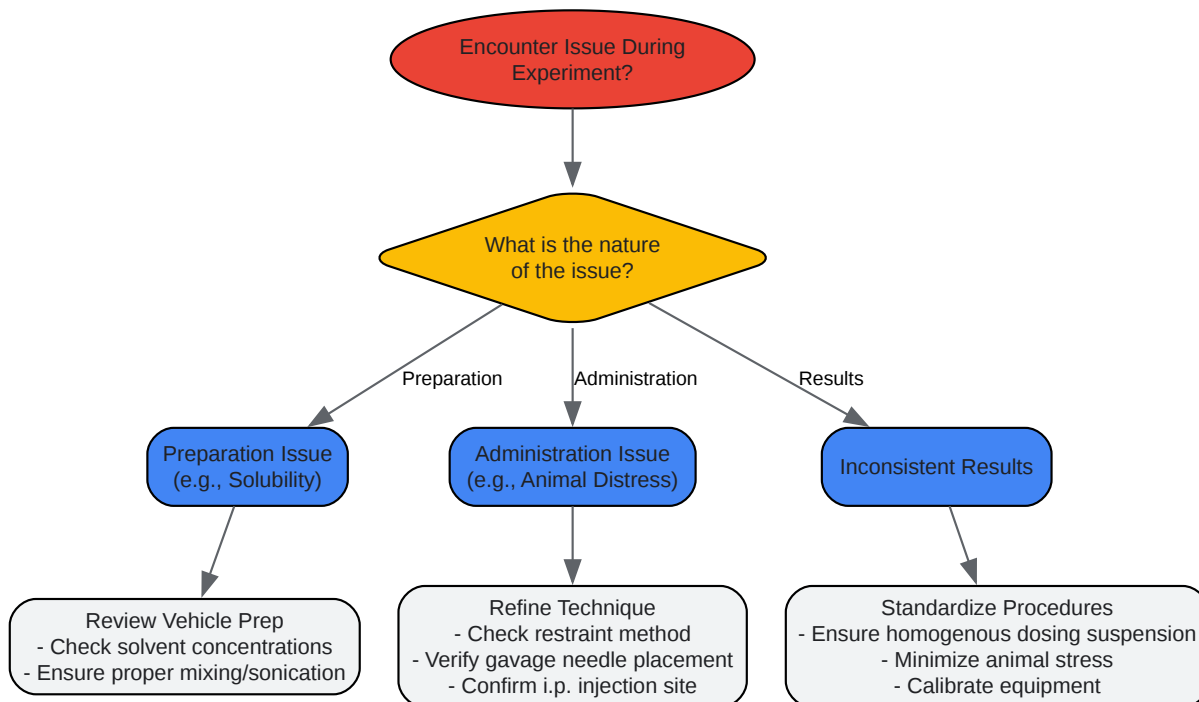 Encounter Issue During
Experiment?
What is the nature
of the issue?
Preparation
Administration
Results
Preparation Issue
(e.g., Solubility)
Administration Issue
(e.g., Animal Distress)
Inconsistent Results
Review Vehicle Prep
- Check solvent concentrations
- Ensure proper mixing/sonication
Refine Technique
- Check restraint method
- Verify gavage needle placement
- Confirm i.p. injection site
Standardize Procedures
- Ensure homogenous dosing suspension
- Minimize animal stress
- Calibrate equipment